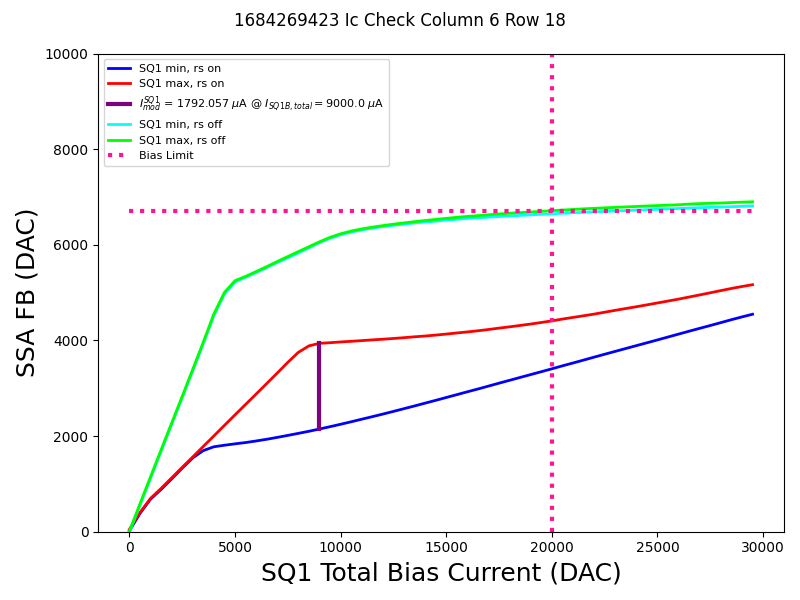 1684269423 Ic Check Column 6 Row 18
10000
8000
6000
4000
2000
0
SSA FB (DAC)
SQ1 min, rs on
SQ1 max, rs on
$I_{mod}^{SQ1}$ = 1792.057 $\mu$A @ $I_{SQ1B,total}$ = 9000.0 $\mu$A
SQ1 min, rs off
SQ1 max, rs off
Bias Limit
0 5000 10000 15000 20000 25000 30000
SQ1 Total Bias Current (DAC)